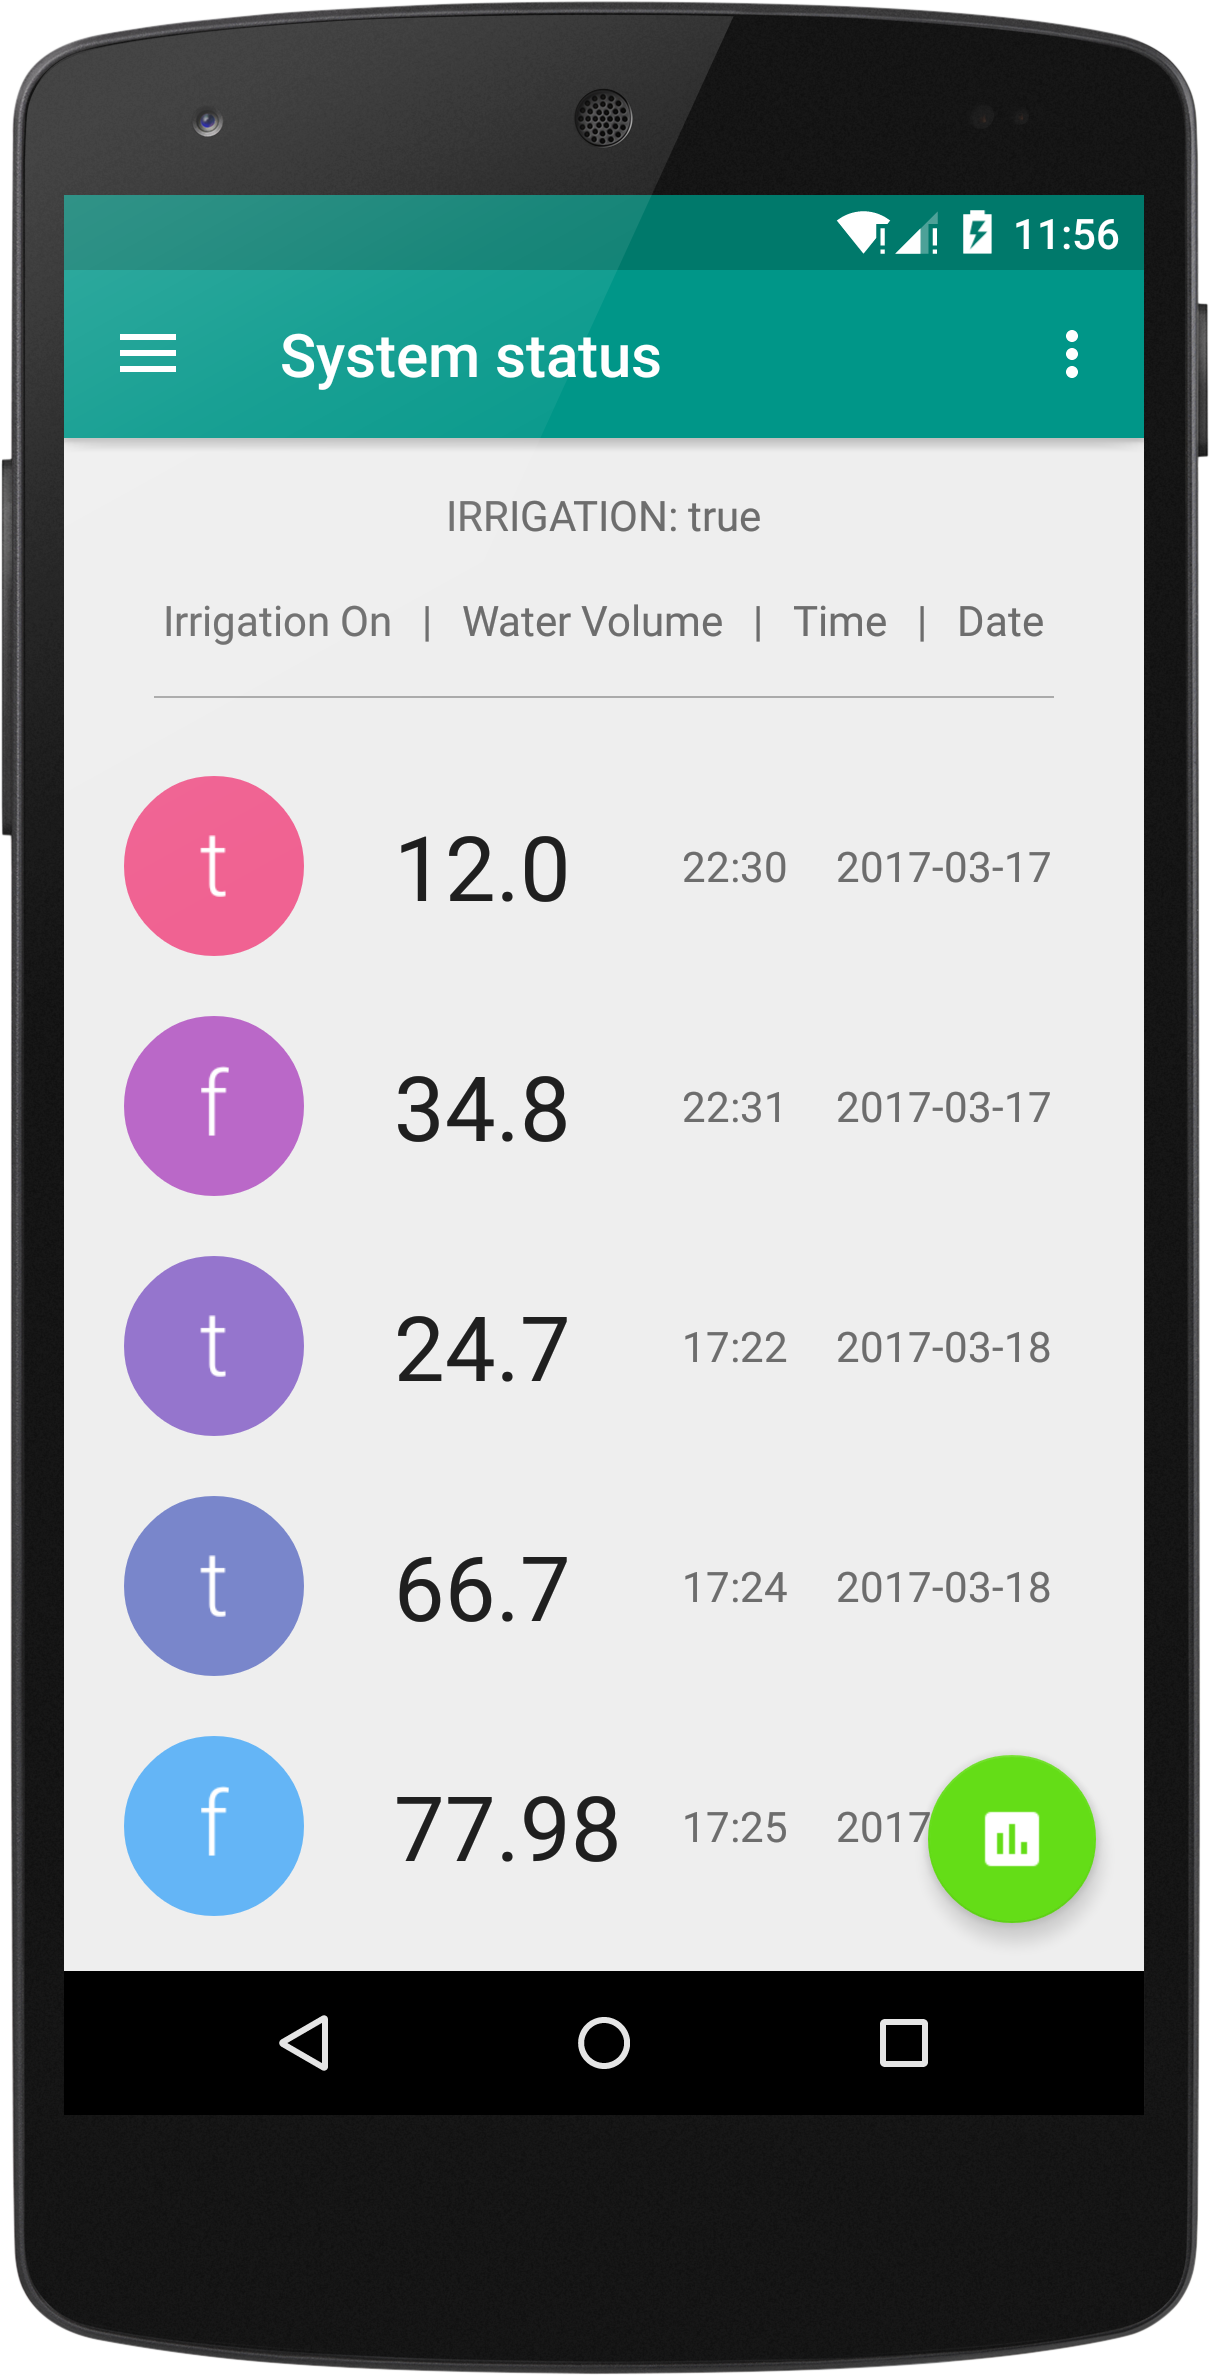 11:56
System status
IRRIGATION: true
Irrigation On | Water Volume | Time | Date
t 12.0 22:30 2017-03-17
f 34.8 22:31 2017-03-17
t 24.7 17:22 2017-03-18
t 66.7 17:24 2017-03-18
f 77.98 17:25 2017